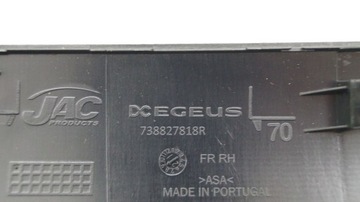 JAC
PRODUCTS
EGEUS
738827818R
70
FR RH
>ASA<
MADE IN PORTUGAL